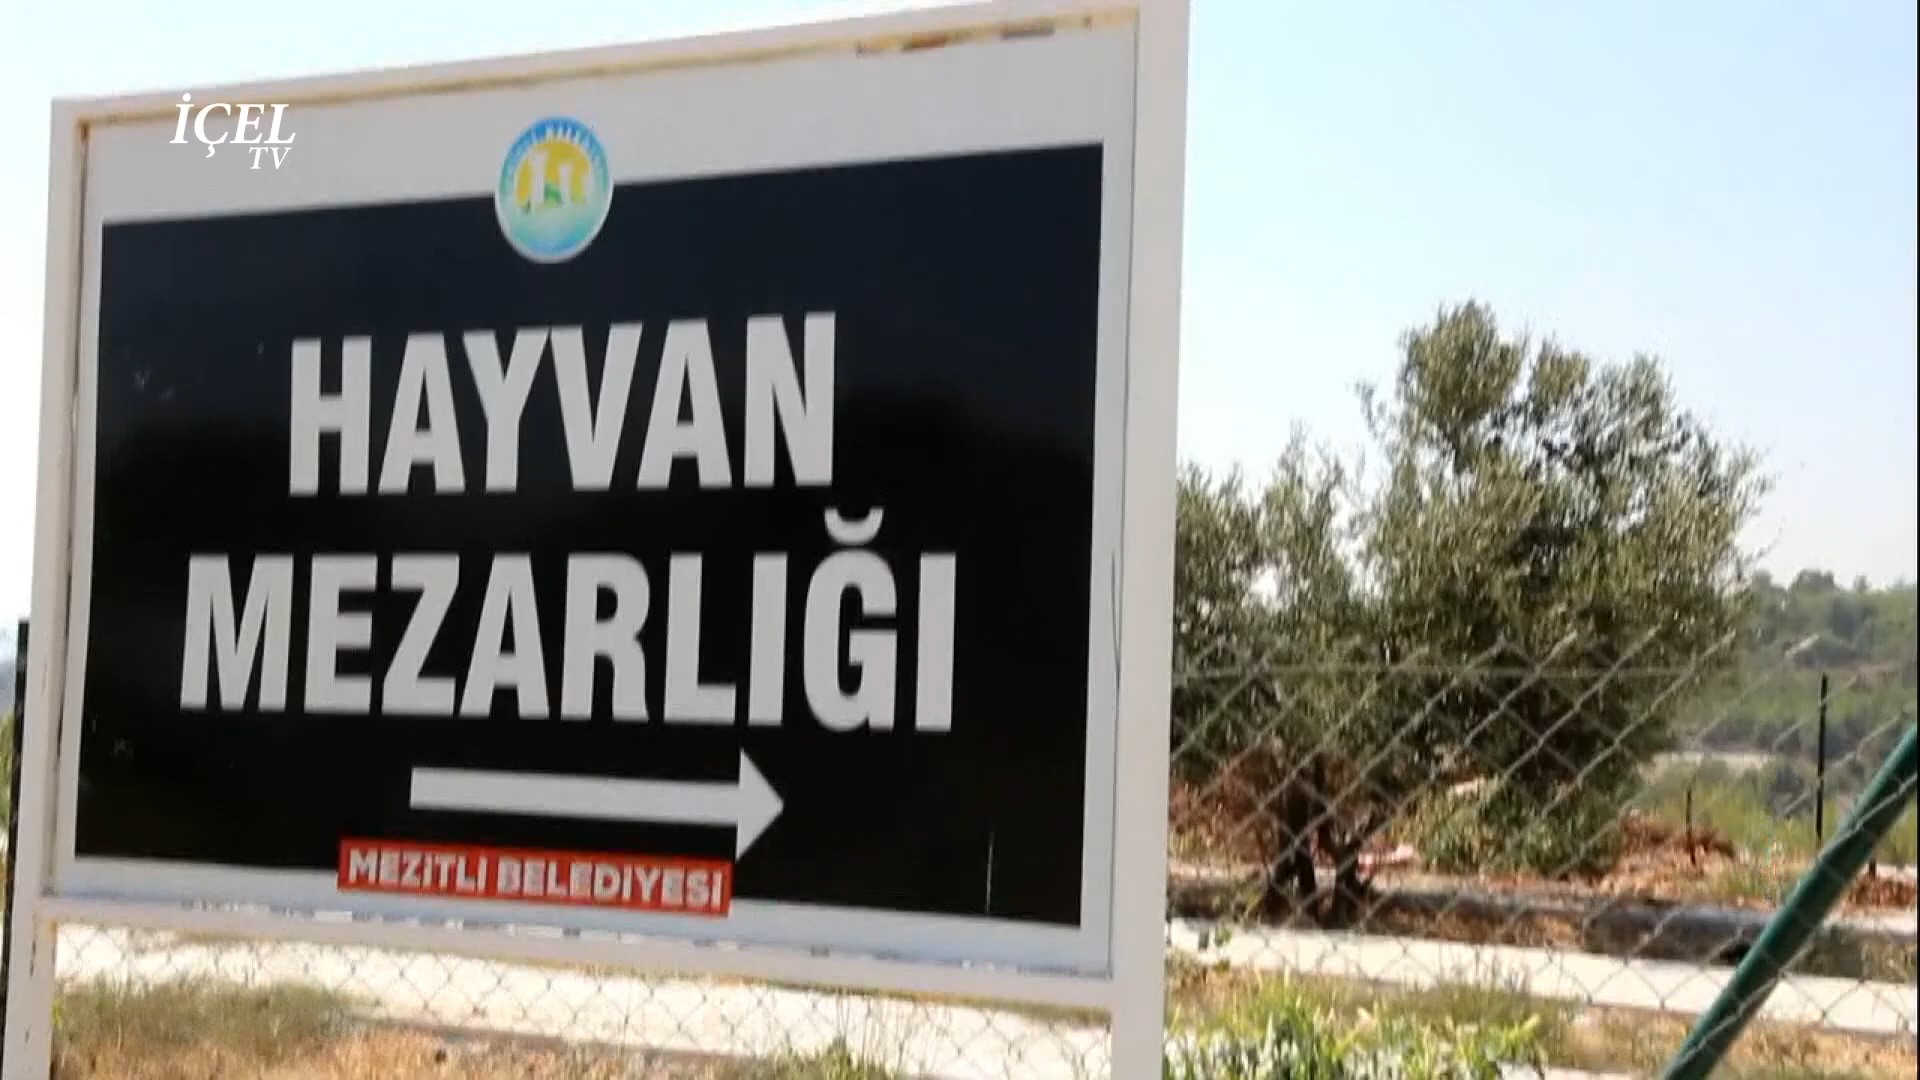 İÇEL
TV
HAYVAN
MEZARLIĞI
MEZİTLİ BELEDİYESİ